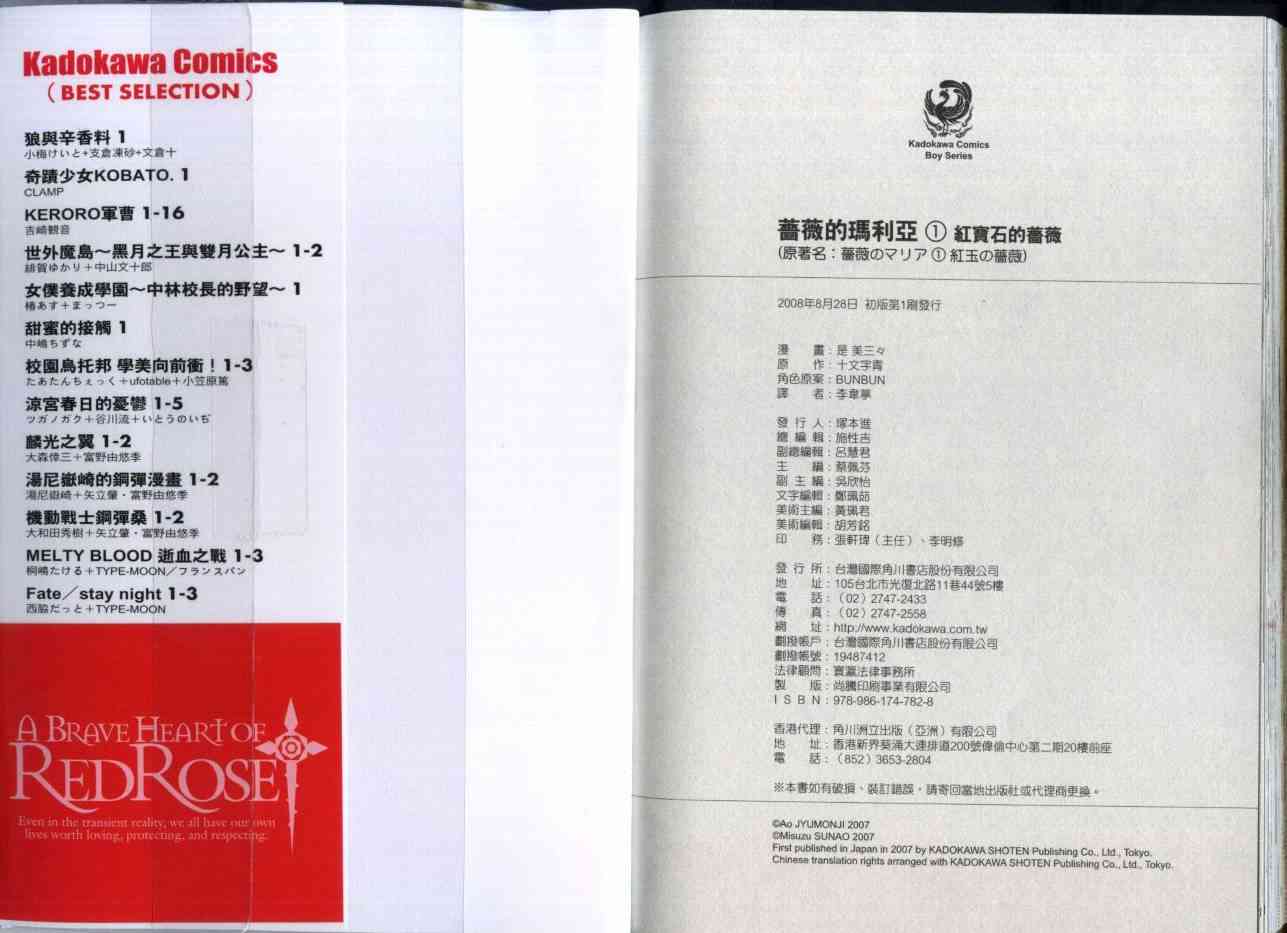 Kadokawa Comics
( BEST SELECTION )
狼與辛香料 1
小梅けいと+支倉凍砂+文倉十
奇蹟少女KOBATO. 1
CLAMP
KERORO軍曹 1-16
吉崎観音
世外魔島～黑月之王與雙月公主～ 1-2
緋賀ゆかり＋中山文十郎
女僕養成學園～中林校長的野望～ 1
椿あす＋まっつー
甜蜜的接觸 1
中嶋ちずな
校園烏托邦 學美向前衝！1-3
たあたんちぇっく＋ufotable＋小笠原篤
涼宮春日的憂鬱 1-5
ツガノガク＋谷川流＋いとうのいぢ
麟光之翼 1-2
大森倖三＋富野由悠季
湯尼嶽崎的鋼彈漫畫 1-2
湯尼嶽崎＋矢立肇・富野由悠季
機動戰士鋼彈桑 1-2
大和田秀樹＋矢立肇・富野由悠季
MELTY BLOOD 逝血之戰 1-3
桐嶋たける＋TYPE-MOON／フランスパン
Fate／stay night 1-3
西脇だっと＋TYPE-MOON
A BRAVE HEART OF
REDROSE
Even in the transient reality, we all have our own
lives worth loving, protecting, and respecting.
Kadokawa Comics
Boy Series
薔薇的瑪利亞 ① 紅寶石的薔薇
(原著名：薔薇のマリア ① 紅玉の薔薇)
2008年8月28日 初版第1刷發行
漫　　畫：是 美三々
原　　作：十文字青
角色原案：BUNBUN
譯　　者：李韋葶
發 行 人：塚本進
總 編 輯：施性吉
副總編輯：呂慧君
主　　編：蔡佩芬
副 主 編：吳欣怡
文字編輯：鄭珮茹
美術主編：黃珮君
美術編輯：胡芳銘
印　　務：張軒瑋（主任）、李明修
發 行 所：台灣國際角川書店股份有限公司
地　　址：105台北市光復北路11巷44號5樓
電　　話：（02）2747-2433
傳　　真：（02）2747-2558
網　　址：http://www.kadokawa.com.tw
劃撥帳戶：台灣國際角川書店股份有限公司
劃撥帳號：19487412
法律顧問：寰瀛法律事務所
製　　版：尚騰印刷事業有限公司
I S B N：978-986-174-782-8
香港代理：角川洲立出版（亞洲）有限公司
地　　址：香港新界葵涌大連排道200號偉倫中心第二期20樓前座
電　　話：（852）3653-2804
※本書如有破損、裝訂錯誤，請寄回當地出版社或代理商更換。
©Ao JYUMONJI 2007
©Misuzu SUNAO 2007
First published in Japan in 2007 by KADOKAWA SHOTEN Publishing Co., Ltd., Tokyo.
Chinese translation rights arranged with KADOKAWA SHOTEN Publishing Co., Ltd., Tokyo.